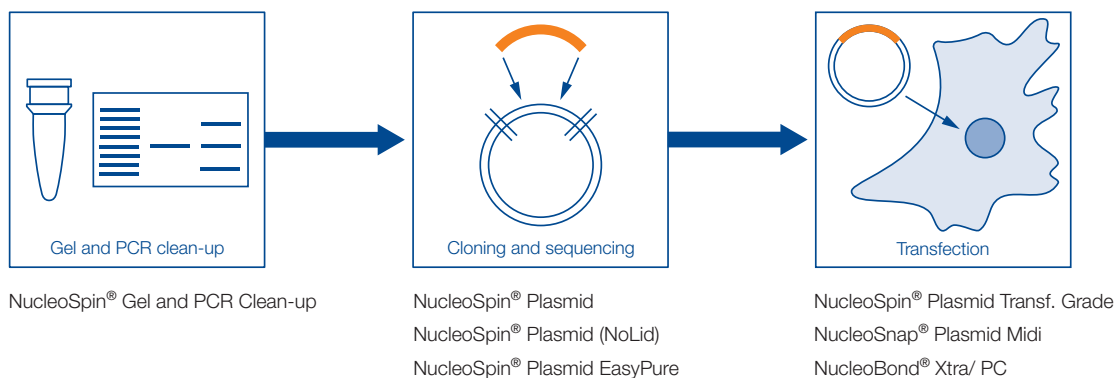 Gel and PCR clean-up
Cloning and sequencing
Transfection
NucleoSpin® Gel and PCR Clean-up
NucleoSpin® Plasmid
NucleoSpin® Plasmid (NoLid)
NucleoSpin® Plasmid EasyPure
NucleoSpin® Plasmid Transf. Grade
NucleoSnap® Plasmid Midi
NucleoBond® Xtra/ PC